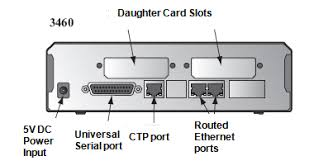 3460
Daughter Card Slots
5V DC
Power
Input
Universal
Serial port
CTP port
Routed
Ethernet
ports